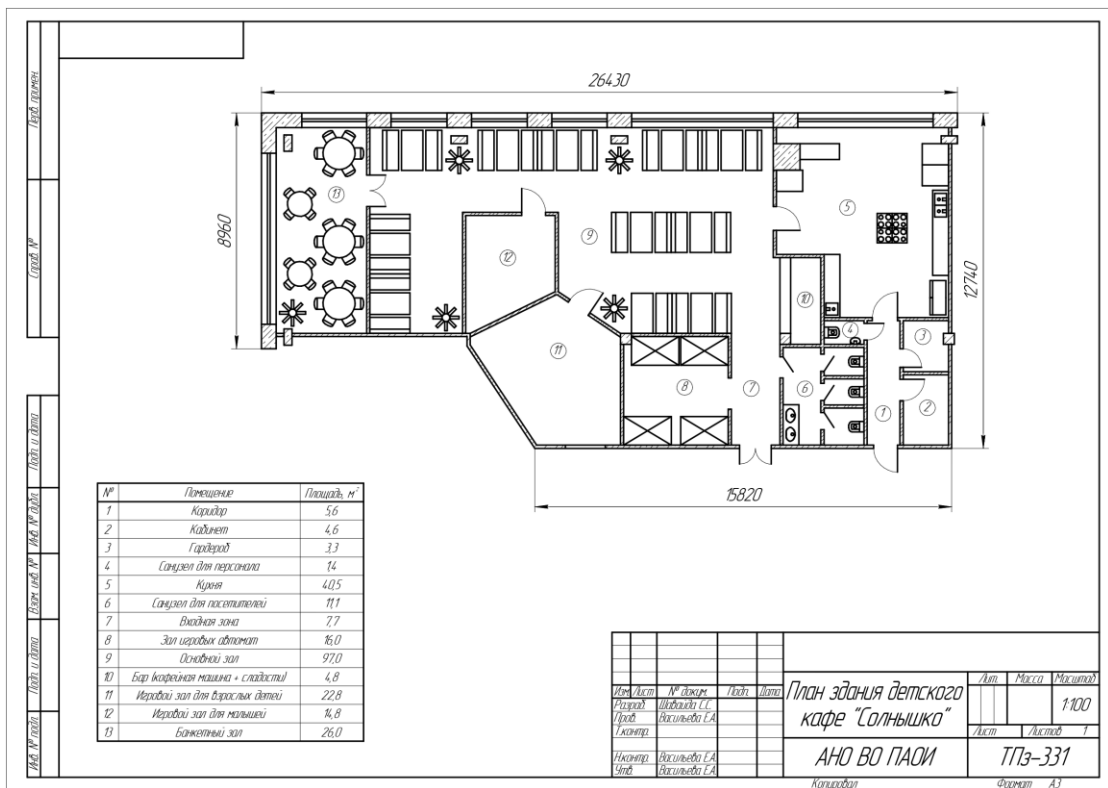 26430
8960
12740
15820
13
9
5
12
10
11
4
3
8
7
6
1
2
Перв. примен.
Справ. №
Подп. и дата
Инв. № дубл.
Взам. инв. №
Подп. и дата
Инв. № подл.
№ Помещение Площадь, м²
1 Коридор 5,6
2 Кабинет 4,6
3 Гардероб 3,3
4 Санузел для персонала 1,4
5 Кухня 40,5
6 Санузел для посетителей 11,1
7 Входная зона 7,7
8 Зал игровых автомат 16,0
9 Основной зал 97,0
10 Бар (кофейная машина + сладости) 4,8
11 Игровой зал для взрослых детей 22,8
12 Игровой зал для малышей 14,8
13 Банкетный зал 26,0
Изм. Лист № докум. Подп. Дата
Разраб. Шваюда С.С.
Пров. Васильева Е.А.
Т.контр.
Н.контр. Васильева Е.А.
Утв. Васильева Е.А.
План здания детского
кафе "Солнышко"
АНО ВО ПАОИ
Лит. Масса Масштаб
1:100
Лист Листов 1
ТПз-331
Копировал Формат А3